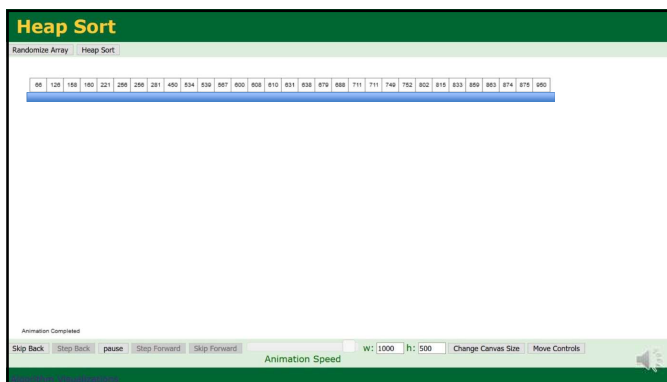 Heap Sort
Randomize Array Heap Sort
66 126 158 160 221 256 256 281 450 534 539 567 600 608 610 631 638 679 688 711 711 749 752 802 815 833 859 863 874 875 950
Animation Completed
Skip Back Step Back pause Step Forward Skip Forward w: 1000 h: 500 Change Canvas Size Move Controls
Animation Speed